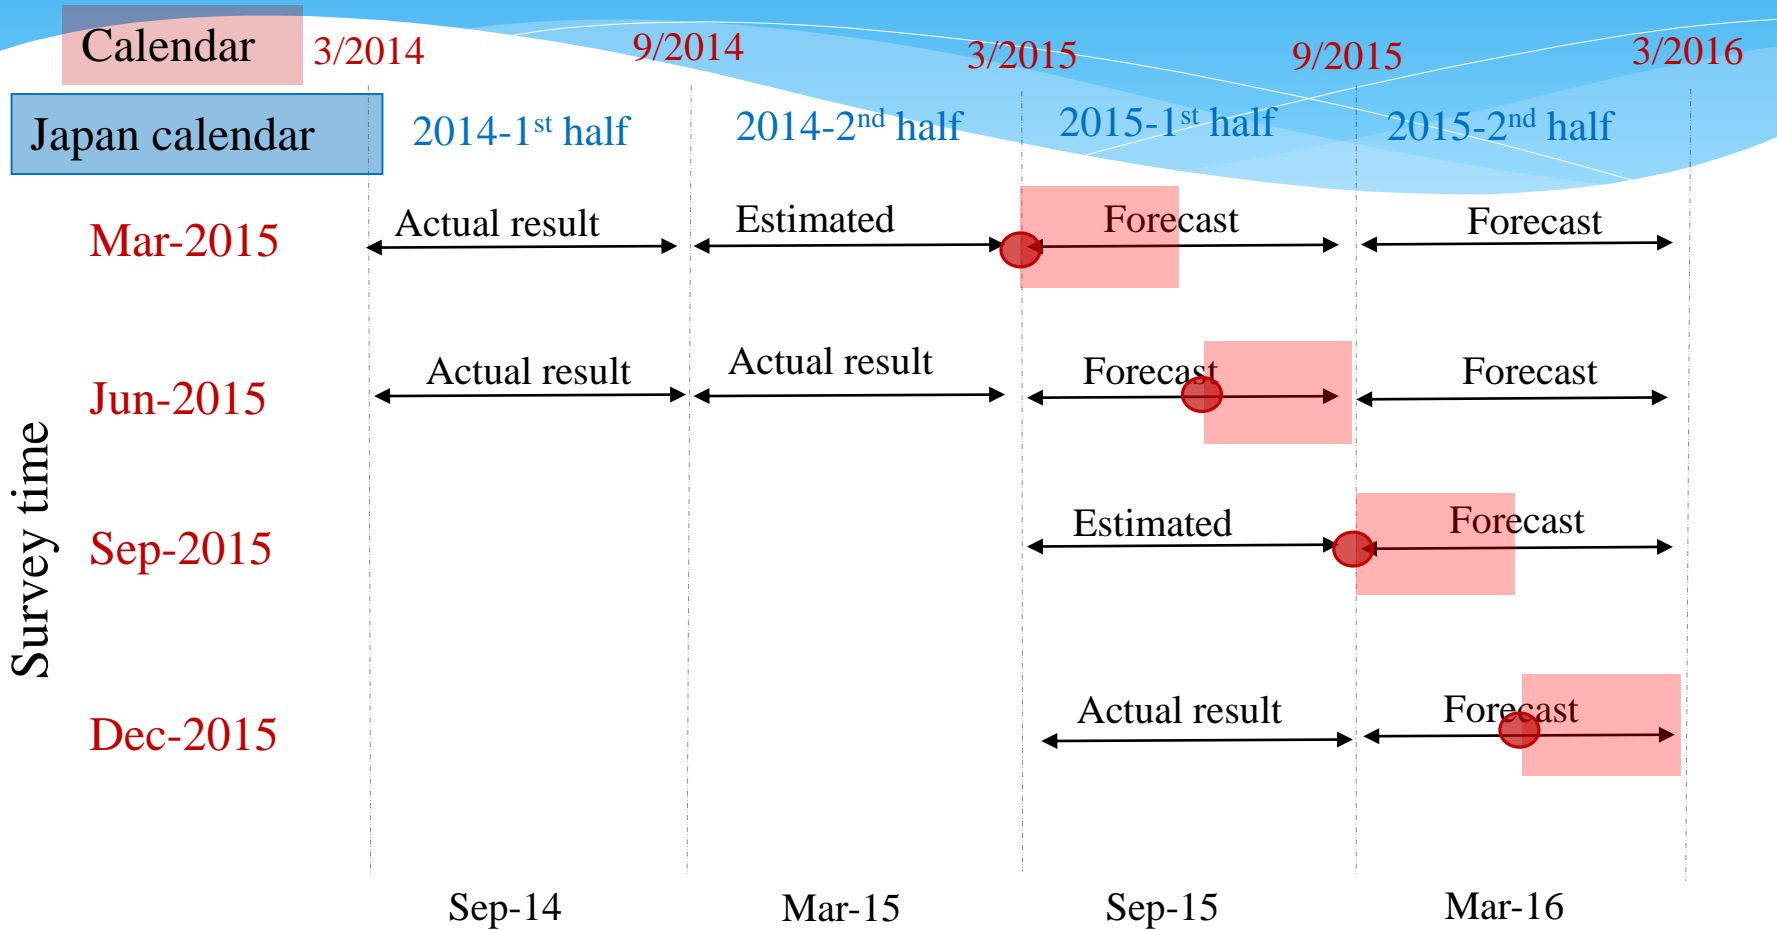 Calendar 3/2014 9/2014 3/2015 9/2015 3/2016
Japan calendar 2014-1st half 2014-2nd half 2015-1st half 2015-2nd half
Mar-2015 Actual result Estimated Forecast Forecast
Jun-2015 Actual result Actual result Forecast Forecast
Survey time
Sep-2015 Estimated Forecast
Dec-2015 Actual result Forecast
Sep-14 Mar-15 Sep-15 Mar-16